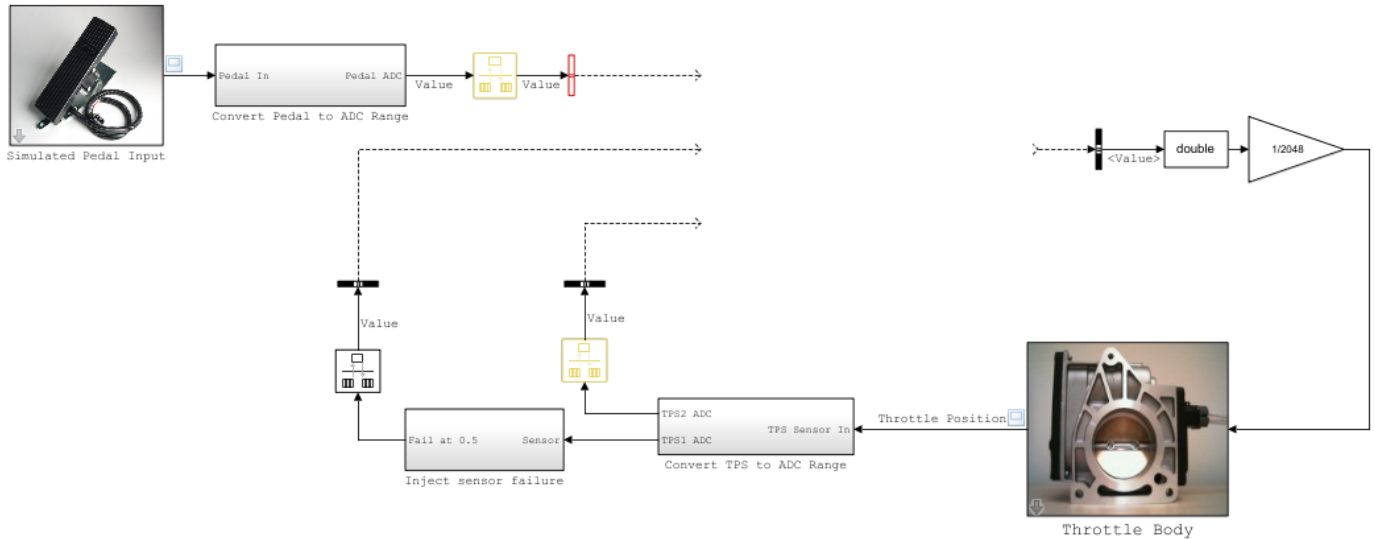 Pedal In
Pedal ADC
Value
Value
Convert Pedal to ADC Range
Simulated Pedal Input
<Value>
double
1/2048
Value
Value
Throttle Position
TPS2 ADC
TPS Sensor In
TPS1 ADC
Fail at 0.5
Sensor
Convert TPS to ADC Range
Inject sensor failure
Throttle Body